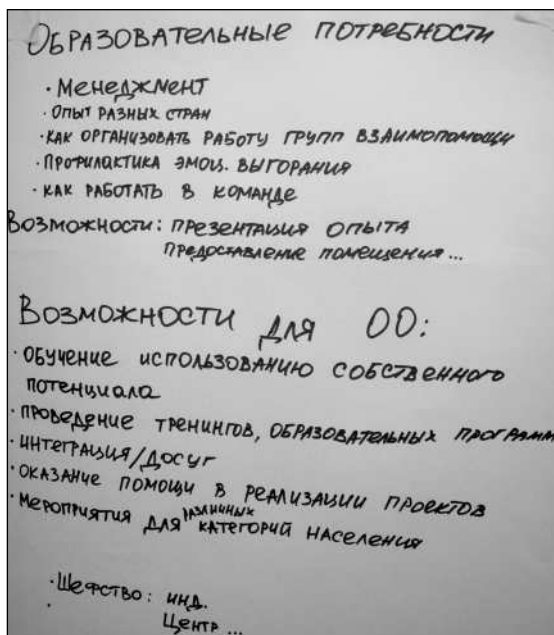 Образовательные потребности
· Менеджмент
· опыт разных стран
· как организовать работу групп взаимопомощи
· профилактика эмоц. выгорания
· как работать в команде
Возможности: презентация опыта
предоставление помещения...
Возможности для ОО:
· обучение использованию собственного
потенциала
· проведение тренингов, образовательных программ
· интеграция/досуг
· оказание помощи в реализации проектов
· мероприятия для различных категорий населения
· Шефство: инд.
· Центр...